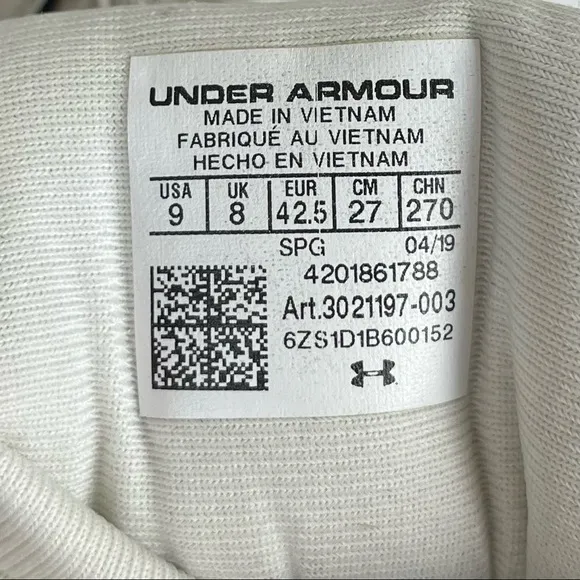 UNDER ARMOUR
MADE IN VIETNAM
FABRIQUÉ AU VIETNAM
HECHO EN VIETNAM
USA UK EUR CM CHN
9 8 42.5 27 270
SPG 04/19
4201861788
Art.3021197-003
6ZS1D1B600152